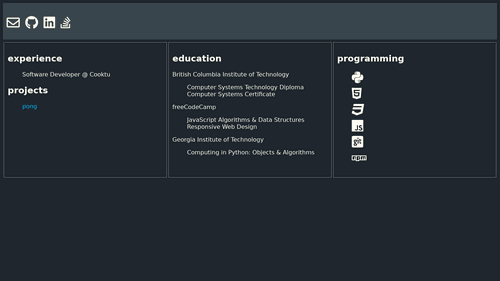 experience
Software Developer @ Cooktu
projects
pong
education
British Columbia Institute of Technology
Computer Systems Technology Diploma
Computer Systems Certificate
freeCodeCamp
JavaScript Algorithms & Data Structures
Responsive Web Design
Georgia Institute of Technology
Computing in Python: Objects & Algorithms
programming
5
3
JS
git
npm